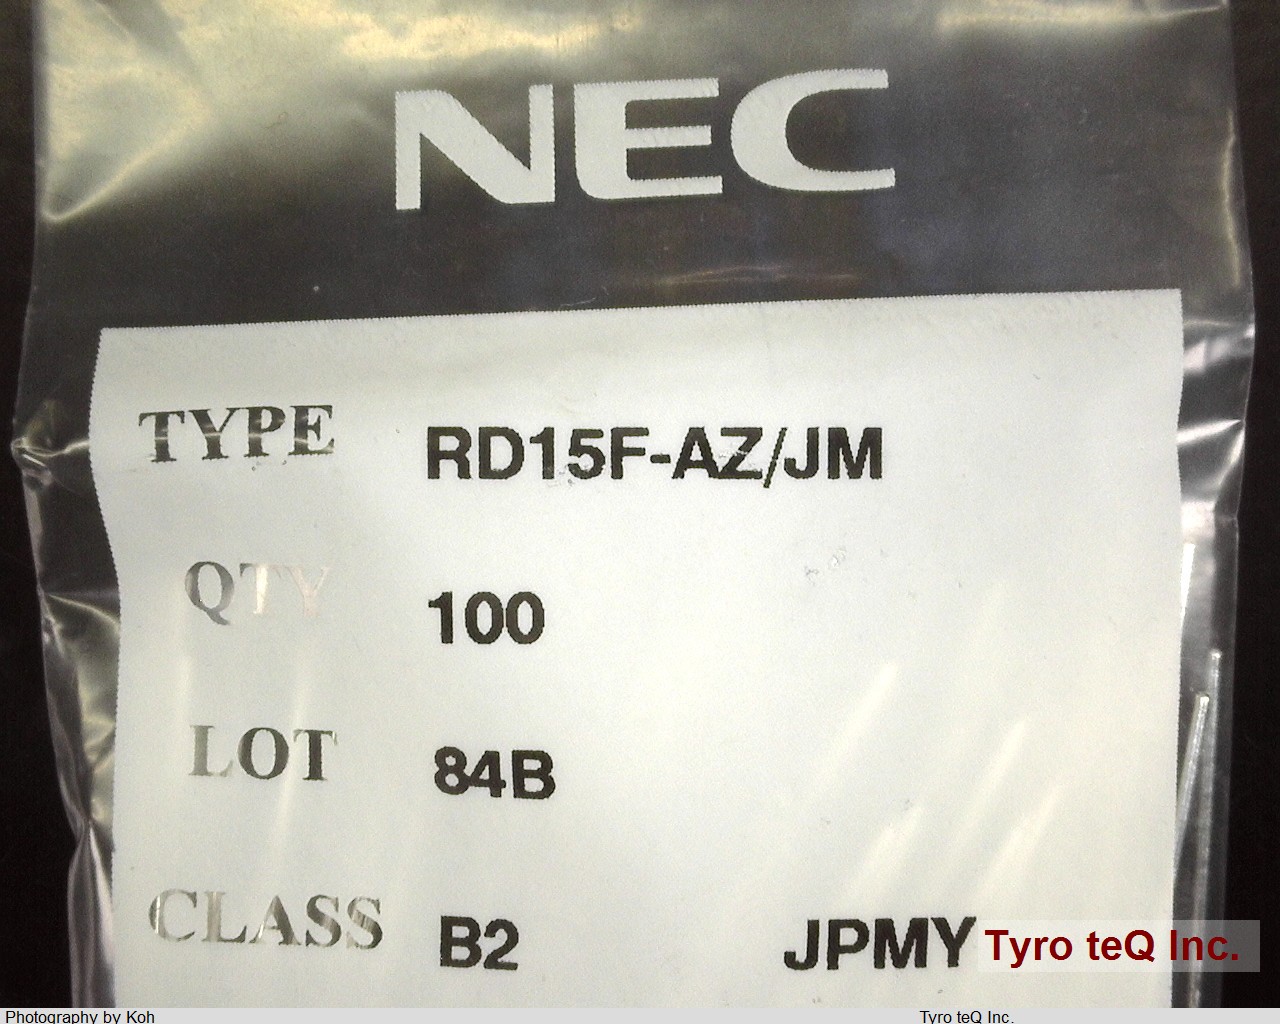 NEC
TYPE RD15F-AZ/JM
QTY 100
LOT 84B
CLASS B2 JPMY
Tyro teQ Inc.
Photography by Koh Tyro teQ Inc.